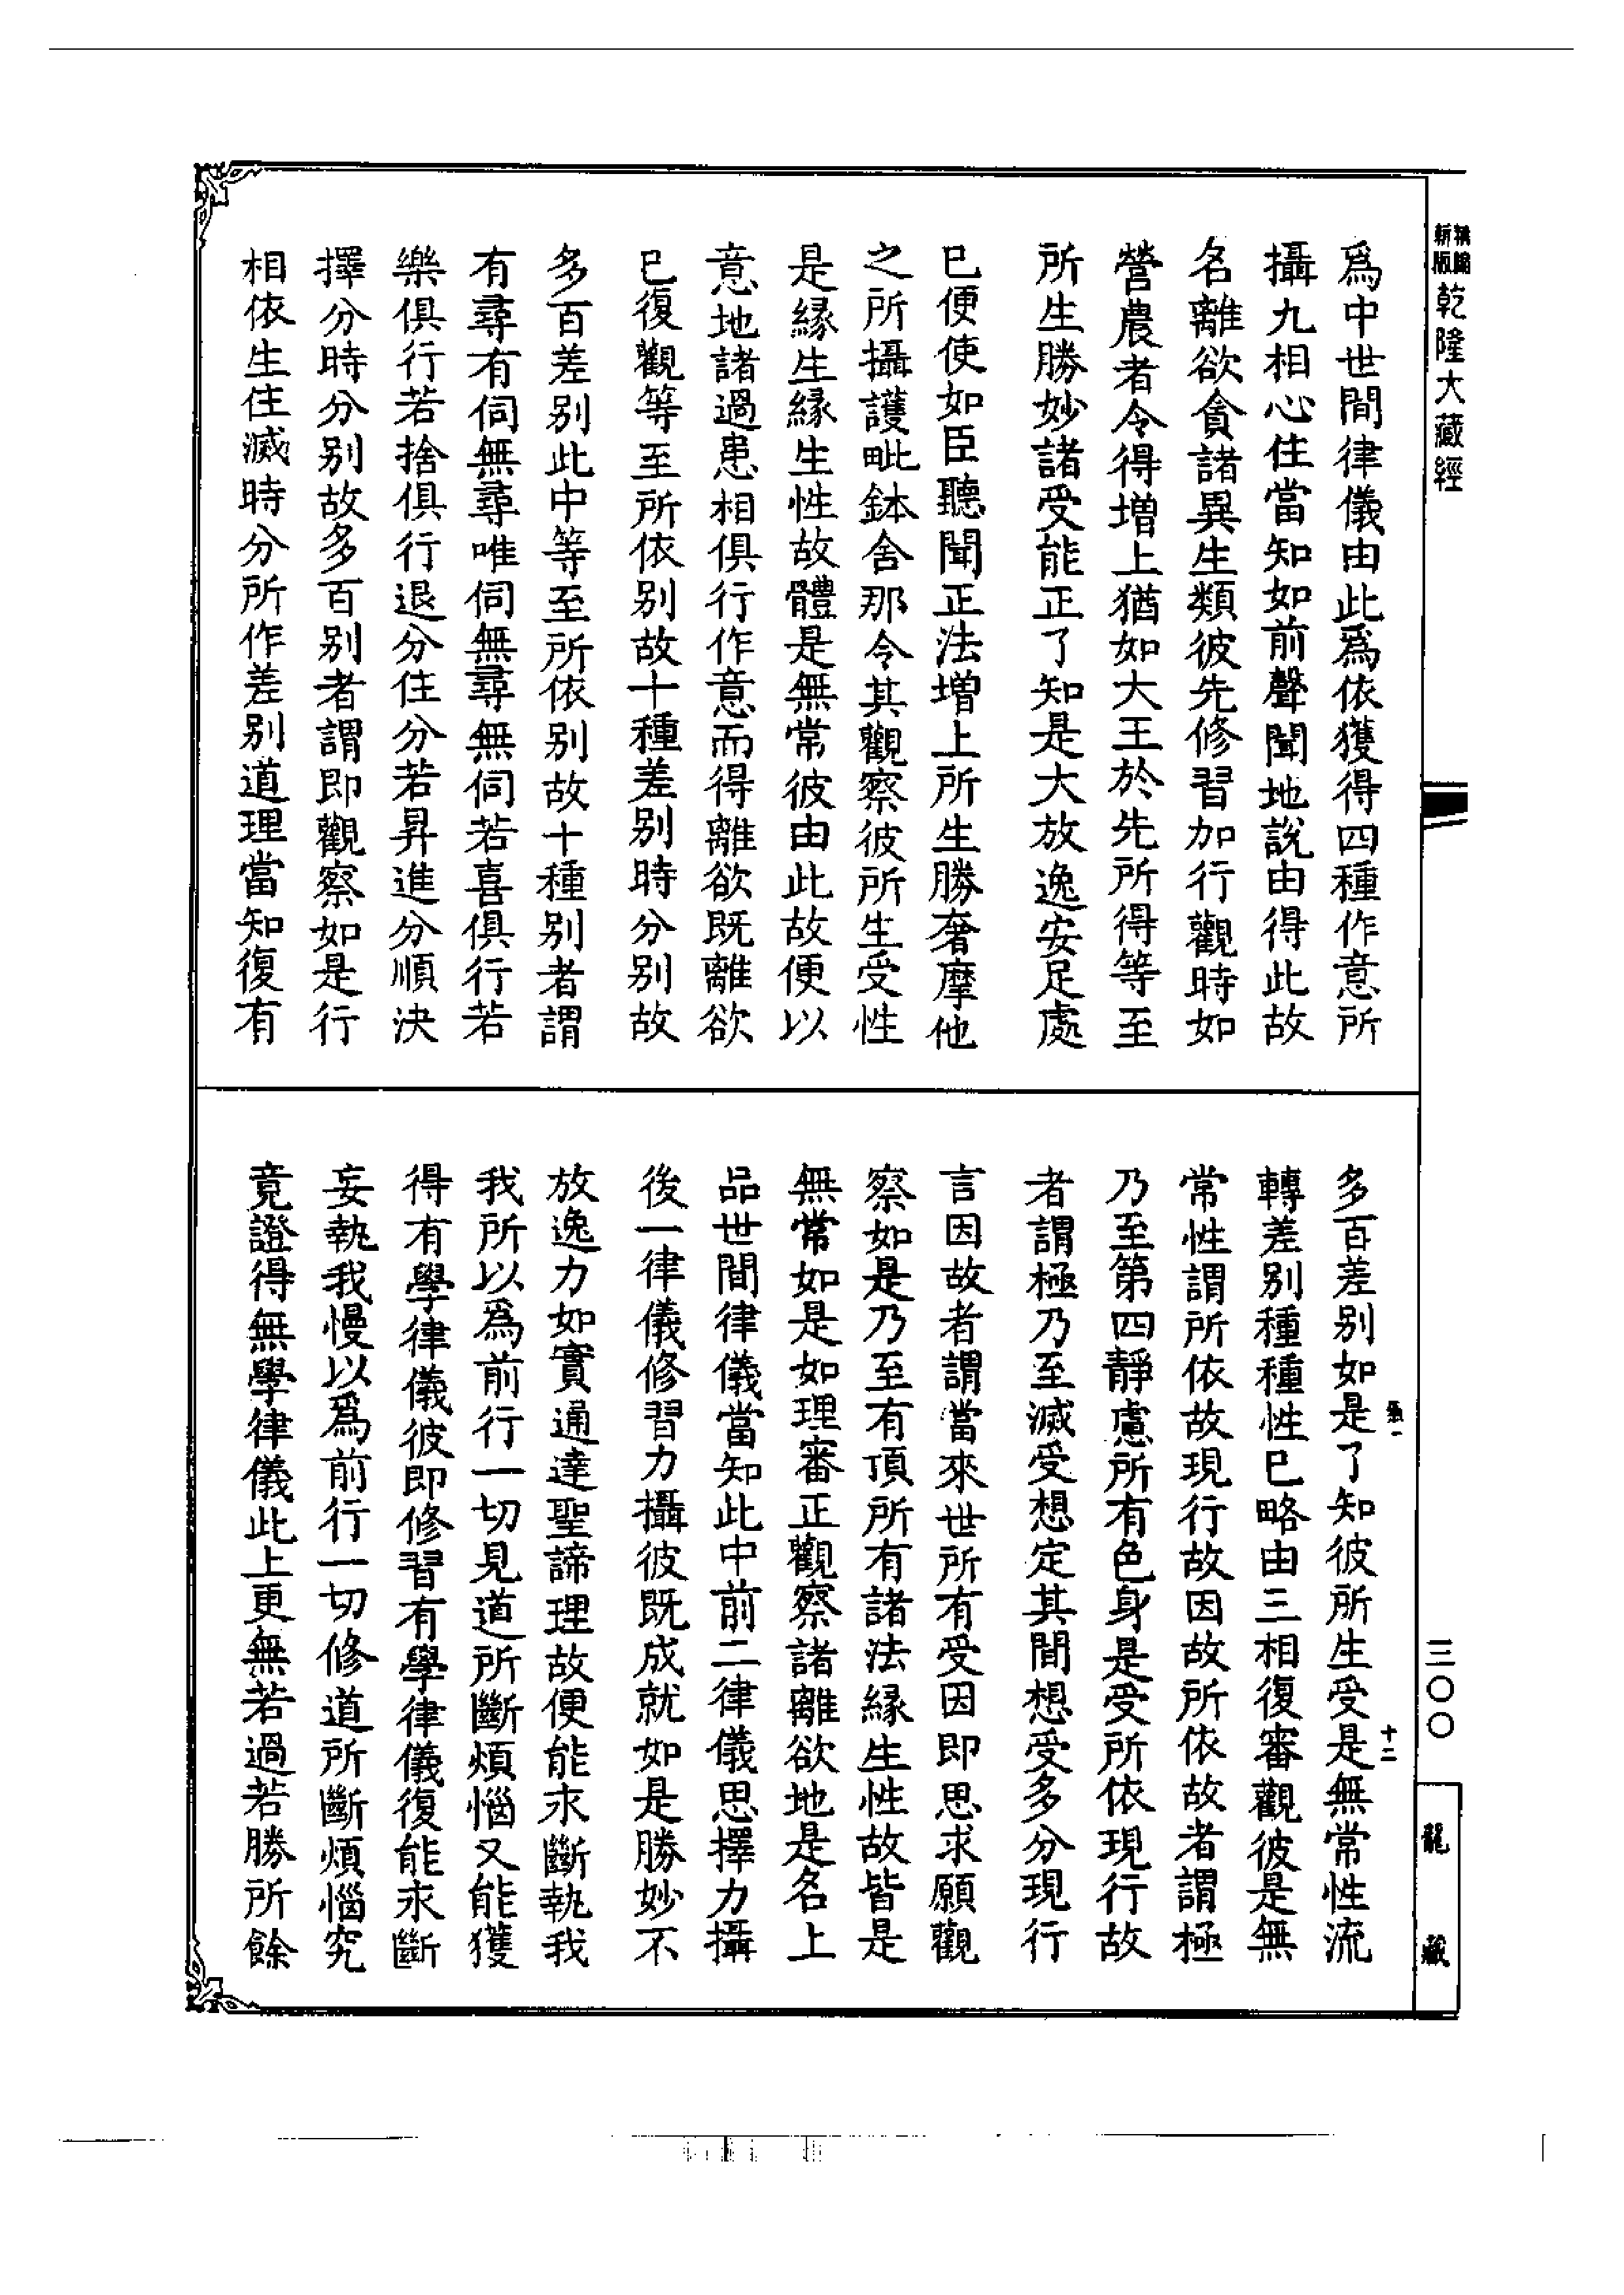 新編
新版
乾隆大藏經
爲中世間律儀由此爲依獲得四種作意所
攝九相心住當知如前聲聞地說由得此故
名離欲貪諸異生類彼先修習加行觀時如
營農者令得增上猶如大王於先所得等至
所生勝妙諸受能正了知是大放逸安足處
已便使如臣聽聞正法增上所生勝奢摩他
之所攝護毗鉢舍那令其觀察彼所生受性
是緣生緣生性故體是無常彼由此故便以
意地諸過患相俱行作意而得離欲既離欲
已復觀等至所依別故十種差別時分別故
多百差別此中等至所依別故十種別者謂
有尋有伺無尋唯伺無尋無伺若喜俱行若
樂俱行若捨俱行退分住分若昇進分順決
擇分時分別故多百別者謂即觀察如是行
相依生住滅時分所作差別道理當知復有
多百差別如是了知彼所生受是無常性流
轉差別種種性已略由三相復審觀彼是無
常性謂所依故現行故因故所依故者謂極
乃至第四靜慮所有色身是受所依現行故
者謂極乃至滅受想定其間想受多分現行
言因故者謂當來世所有受因即思求願觀
察如是乃至有頂所有諸法緣生性故皆是
無常如是如理審正觀察諸離欲地是名上
品世間律儀當知此中前二律儀思擇力攝
後一律儀修習力攝彼既成就如是勝妙不
放逸力如實通達聖諦理故便能永斷執我
我所以爲前行一切見道所斷煩惱又能獲
得有學律儀彼即修習有學律儀復能永斷
妄執我慢以爲前行一切修道所斷煩惱究
竟證得無學律儀此上更無若過若勝所餘
十二
三〇〇
龍藏